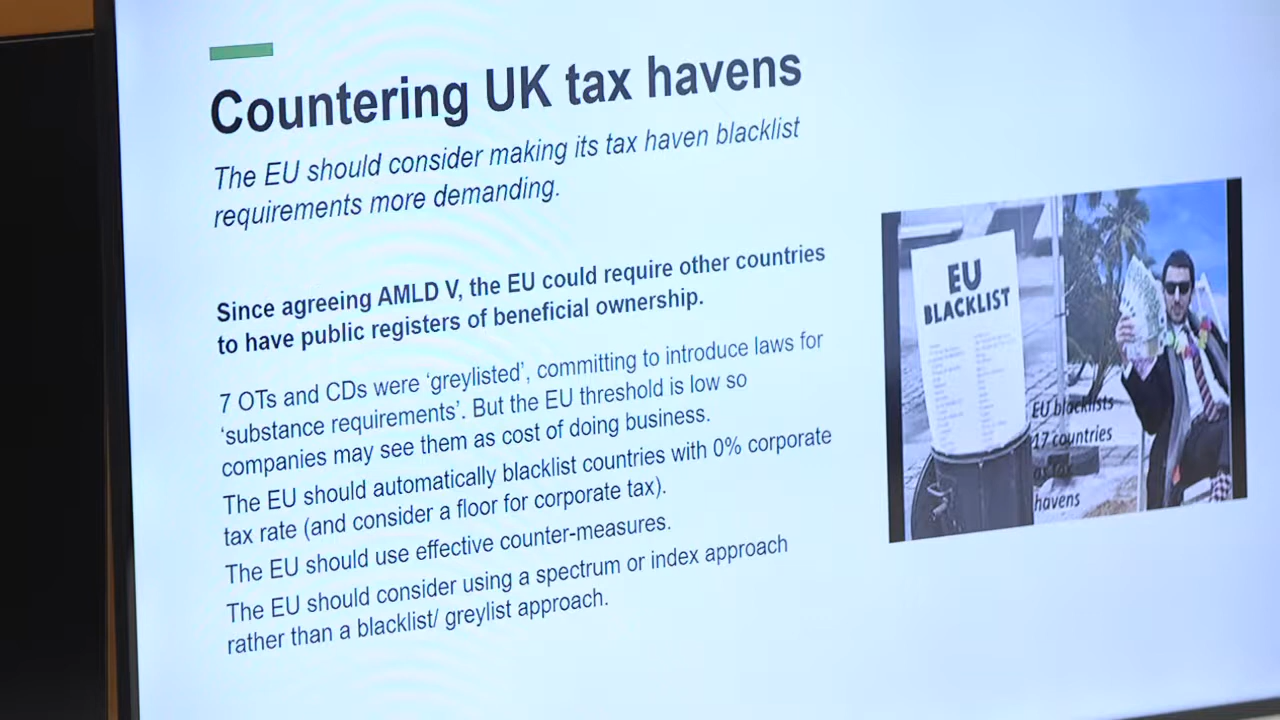 Countering UK tax havens
The EU should consider making its tax haven blacklist
requirements more demanding.
Since agreeing AMLD V, the EU could require other countries
to have public registers of beneficial ownership.
7 OTs and CDs were ‘greylisted’, committing to introduce laws for
‘substance requirements’. But the EU threshold is low so
companies may see them as cost of doing business.
The EU should automatically blacklist countries with 0% corporate
tax rate (and consider a floor for corporate tax).
The EU should use effective counter-measures.
The EU should consider using a spectrum or index approach
rather than a blacklist/ greylist approach.
EU
BLACKLIST
EU blacklists
17 countries
as tax
havens